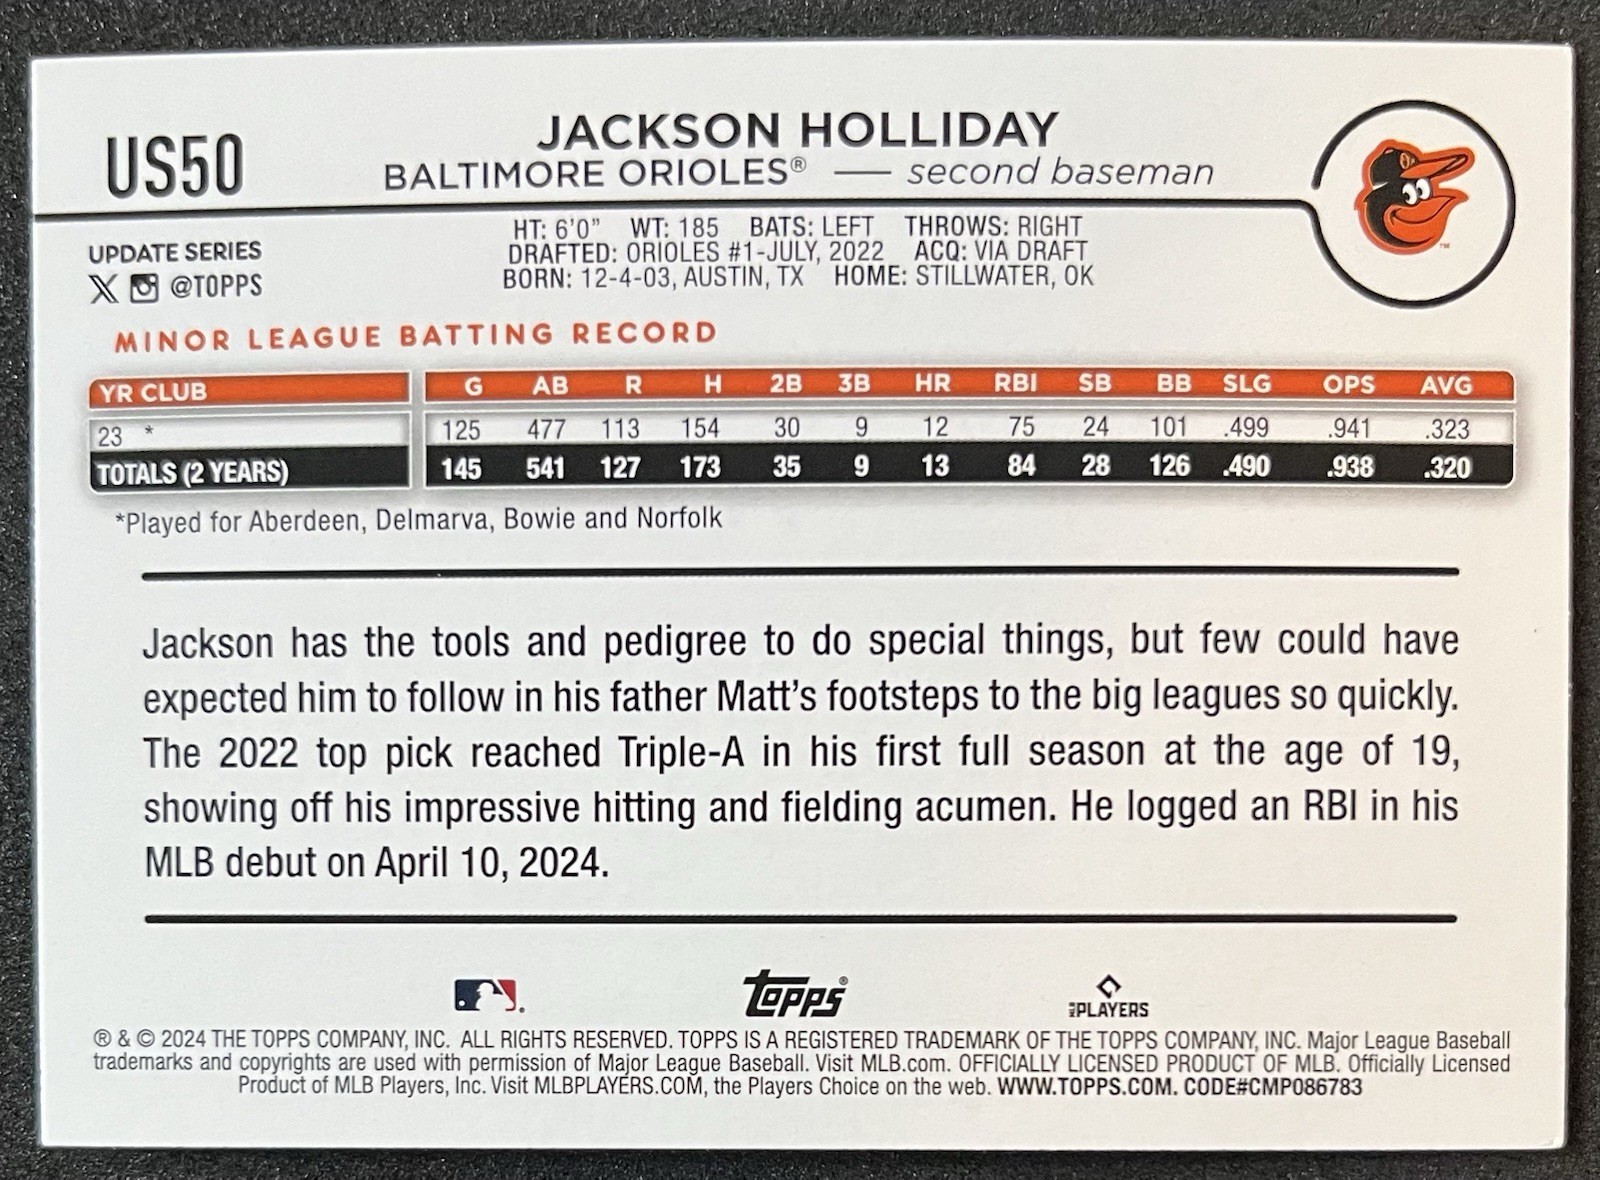 US50
JACKSON HOLLIDAY
BALTIMORE ORIOLES® — second baseman
HT: 6'0" WT: 185 BATS: LEFT THROWS: RIGHT
DRAFTED: ORIOLES #1-JULY, 2022 ACQ: VIA DRAFT
BORN: 12-4-03, AUSTIN, TX HOME: STILLWATER, OK
UPDATE SERIES
X @TOPPS
MINOR LEAGUE BATTING RECORD
YR CLUB G AB R H 2B 3B HR RBI SB BB SLG OPS AVG
23 * 125 477 113 154 30 9 12 75 24 101 .499 .941 .323
TOTALS (2 YEARS) 145 541 127 173 35 9 13 84 28 126 .490 .938 .320
*Played for Aberdeen, Delmarva, Bowie and Norfolk
Jackson has the tools and pedigree to do special things, but few could have
expected him to follow in his father Matt's footsteps to the big leagues so quickly.
The 2022 top pick reached Triple-A in his first full season at the age of 19,
showing off his impressive hitting and fielding acumen. He logged an RBI in his
MLB debut on April 10, 2024.
Topps®
MLB PLAYERS
® & © 2024 THE TOPPS COMPANY, INC. ALL RIGHTS RESERVED. TOPPS IS A REGISTERED TRADEMARK OF THE TOPPS COMPANY, INC. Major League Baseball
trademarks and copyrights are used with permission of Major League Baseball. Visit MLB.com. OFFICIALLY LICENSED PRODUCT OF MLB. Officially Licensed
Product of MLB Players, Inc. Visit MLBPLAYERS.COM, the Players Choice on the web. WWW.TOPPS.COM. CODE#CMP086783